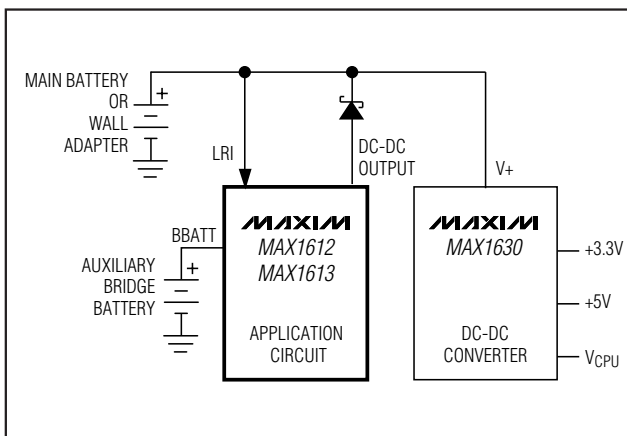 MAIN BATTERY
OR
WALL
ADAPTER
+
LRI
DC-DC
OUTPUT
V+
BBATT
AUXILIARY
BRIDGE
BATTERY
+
MAXIM
MAX1612
MAX1613
APPLICATION
CIRCUIT
MAXIM
MAX1630
DC-DC
CONVERTER
+3.3V
+5V
VCPU